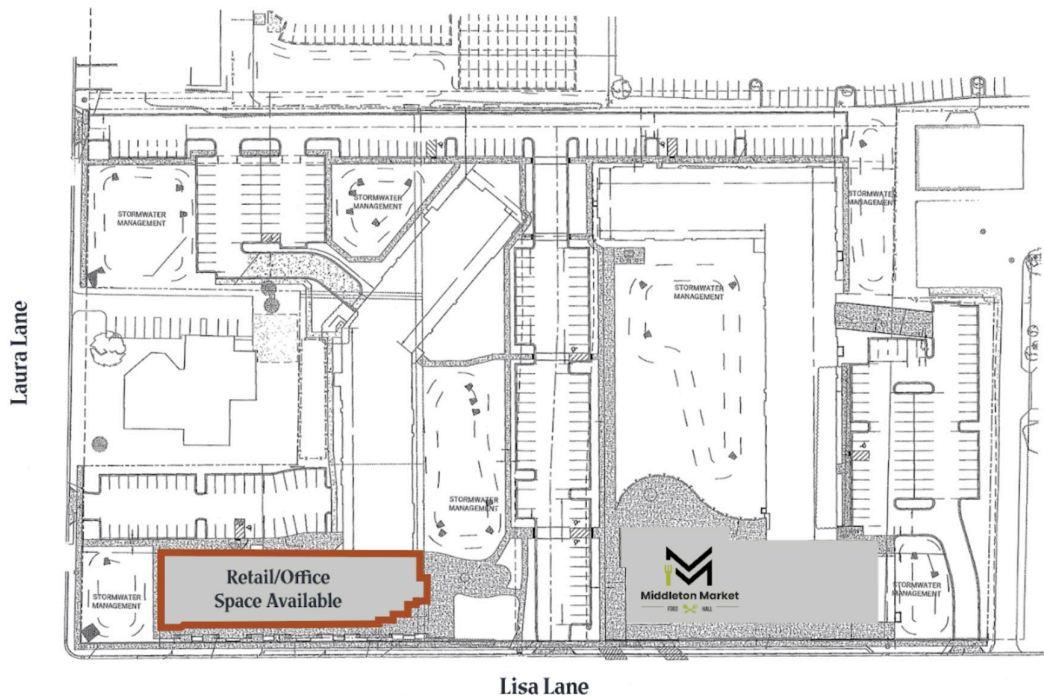 STORMWATER
MANAGEMENT
STORMWATER
MANAGEMENT
STORMWATER
MANAGEMENT
STORMWATER
MANAGEMENT
Laura Lane
STORMWATER
MANAGEMENT
Retail/Office
Space Available
STORMWATER
MANAGEMENT
Middleton Market
FOOD HALL
STORMWATER
MANAGEMENT
Lisa Lane